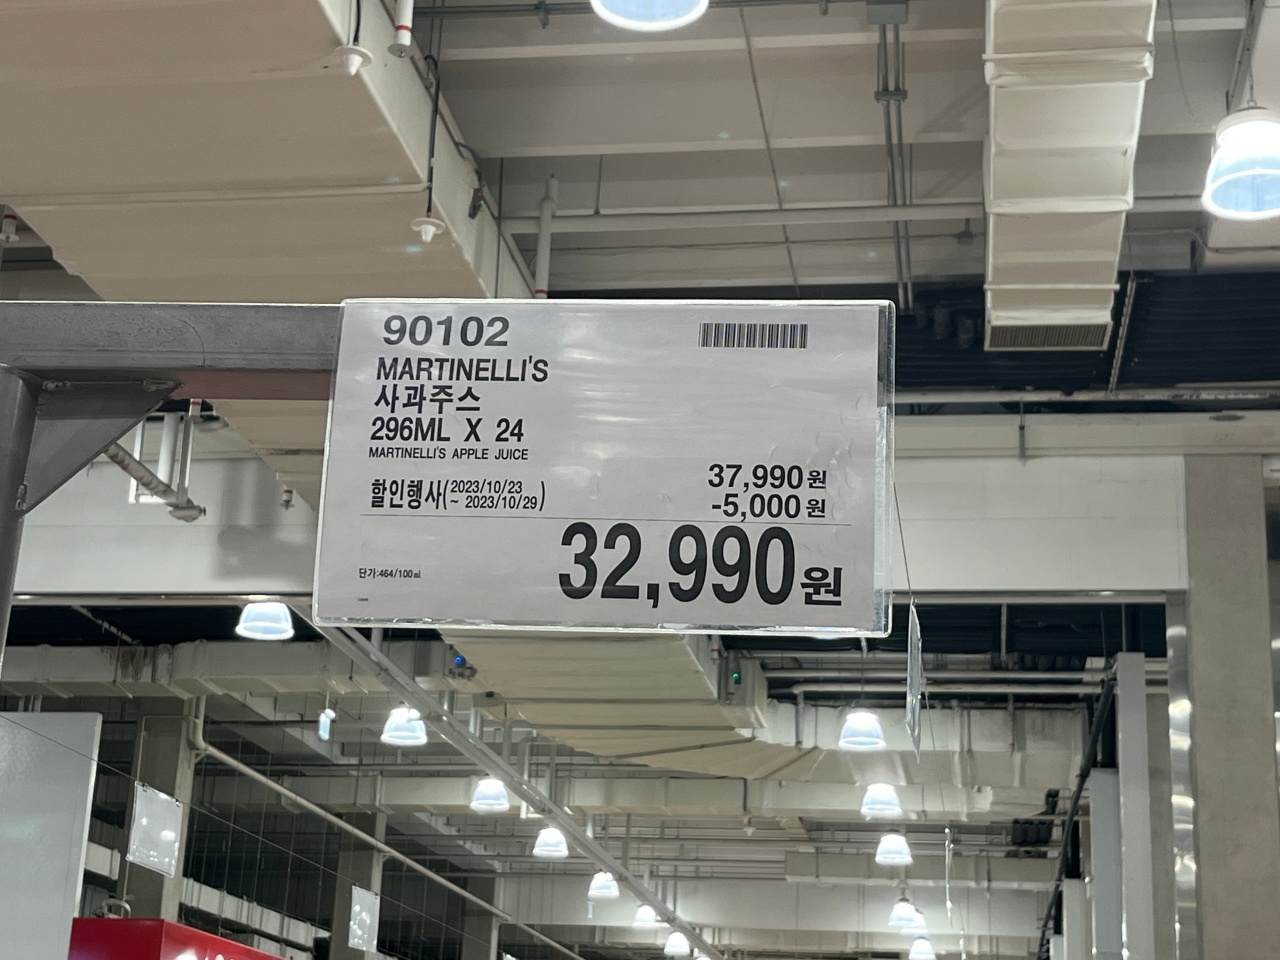 90102
MARTINELLI'S
사과주스
296ML X 24
MARTINELLI'S APPLE JUICE
37,990원
할인행사(2023/10/23
~ 2023/10/29)
-5,000원
32,990원
단가:464/100㎖